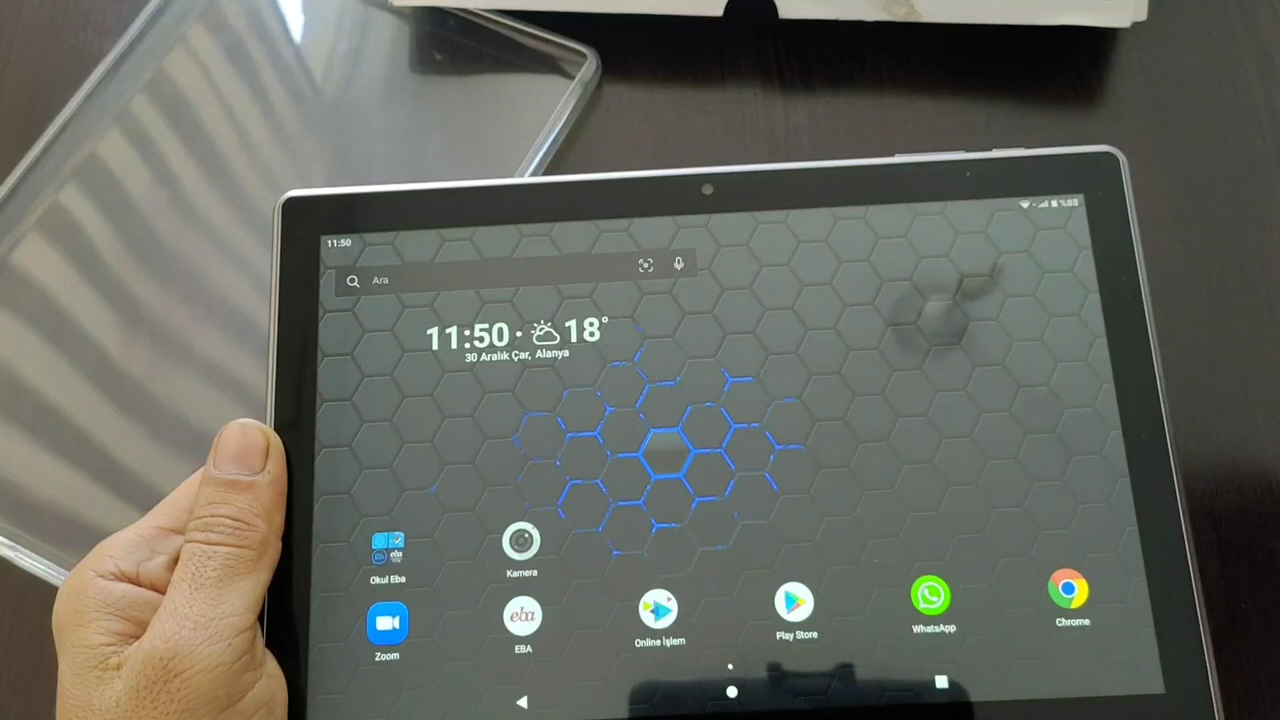 11:50
%88
Ara
11:50 · 18°
30 Aralık Çar, Alanya
Okul Eba
Kamera
Zoom
eba
EBA
Online İşlem
Play Store
WhatsApp
Chrome